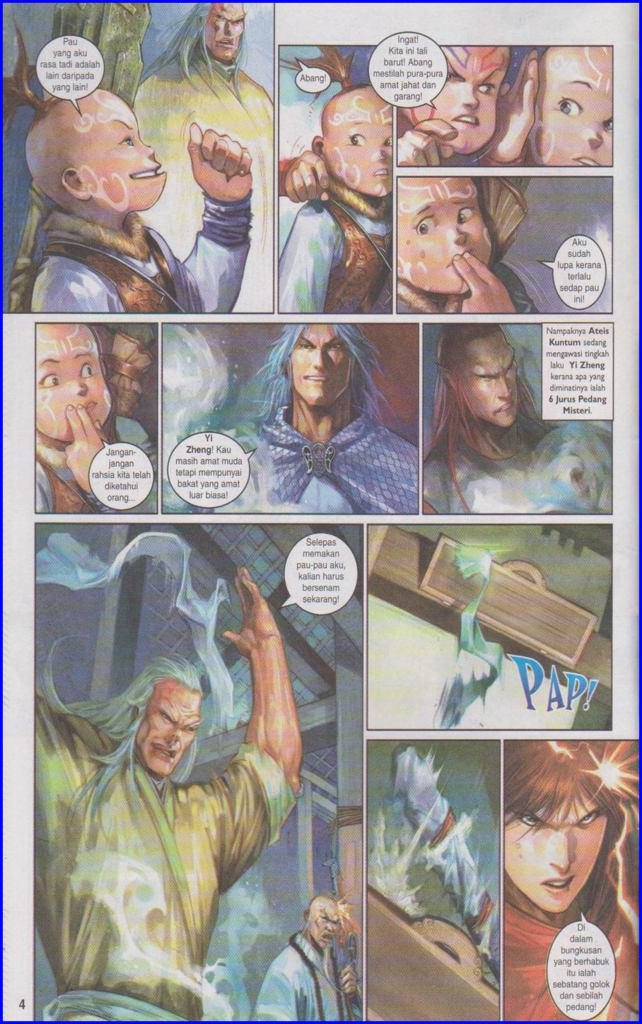 Pau
yang aku
rasa tadi adalah
lain daripada
yang lain!
Abang!
Ingat!
Kita ini tali
barut! Abang
mestilah pura-pura
amat jahat dan
garang!
Aku
sudah
lupa kerana
terlalu
sedap pau
ini!
Jangan-
jangan
rahsia kita telah
diketahui
orang...
Yi
Zheng! Kau
masih amat muda
tetapi mempunyai
bakat yang amat
luar biasa!
Nampaknya Ateis
Kuntum sedang
mengawasi tingkah
laku Yi Zheng
kerana apa yang
diminatinya ialah
6 Jurus Pedang
Misteri.
Selepas
memakan
pau-pau aku,
kalian harus
bersenam
sekarang!
PAP!
Di
dalam
bungkusan
yang berhabuk
itu ialah
sebatang golok
dan sebilah
pedang!
4